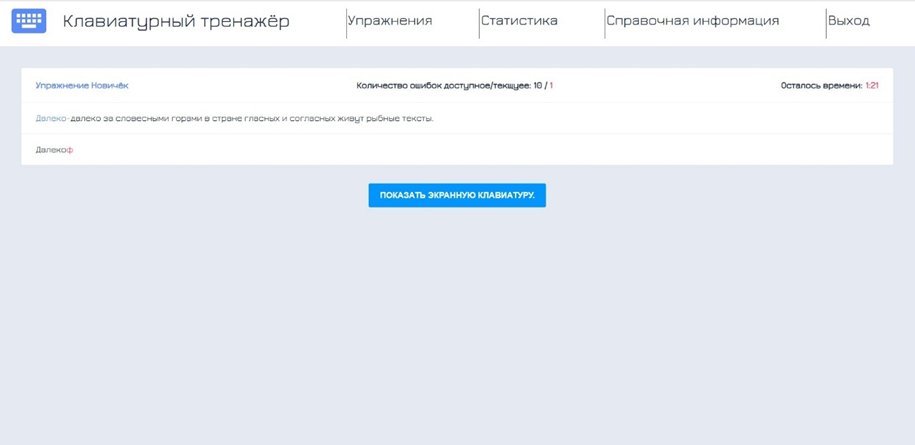 Клавиатурный тренажёр Упражнения Статистика Справочная информация Выход
Упражнение Новичёк Количество ошибок доступное/текщуее: 10 / 1 Осталось времени: 1:21
Далеко-далеко за словесными горами в стране гласных и согласных живут рыбные тексты.
Далекоф
ПОКАЗАТЬ ЭКРАННУЮ КЛАВИАТУРУ.